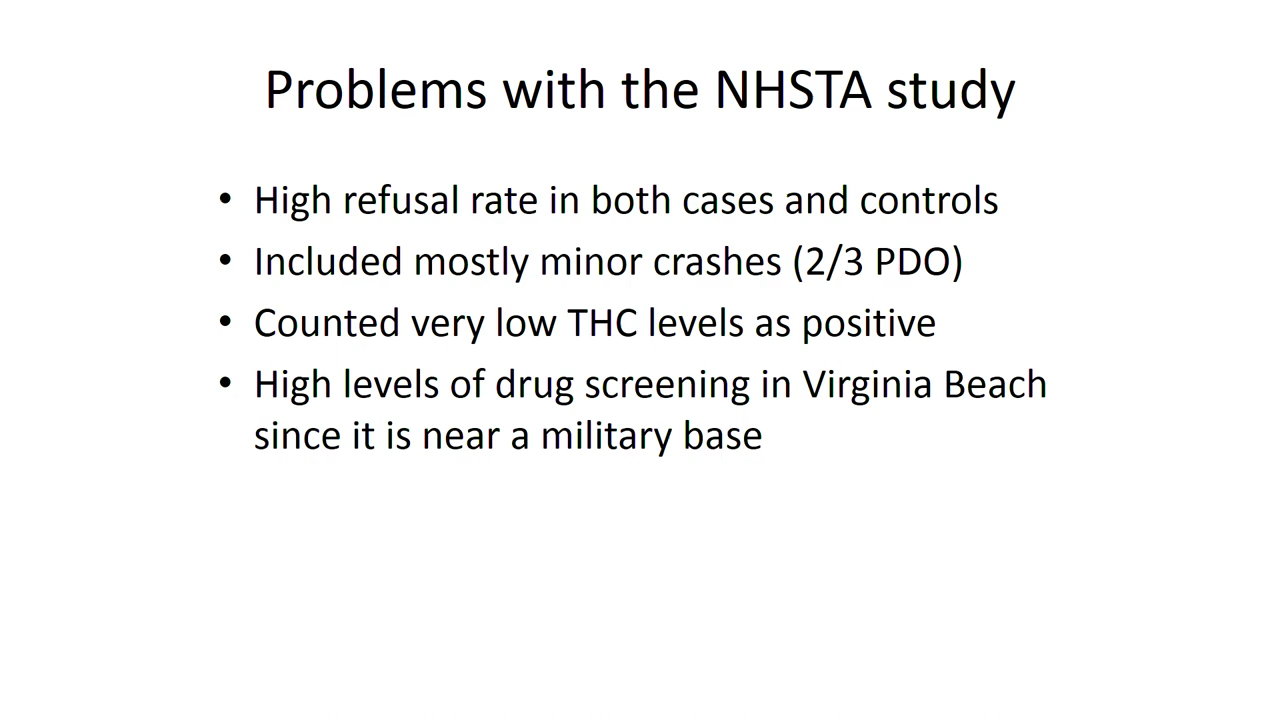 Problems with the NHSTA study
• High refusal rate in both cases and controls
• Included mostly minor crashes (2/3 PDO)
• Counted very low THC levels as positive
• High levels of drug screening in Virginia Beach
since it is near a military base